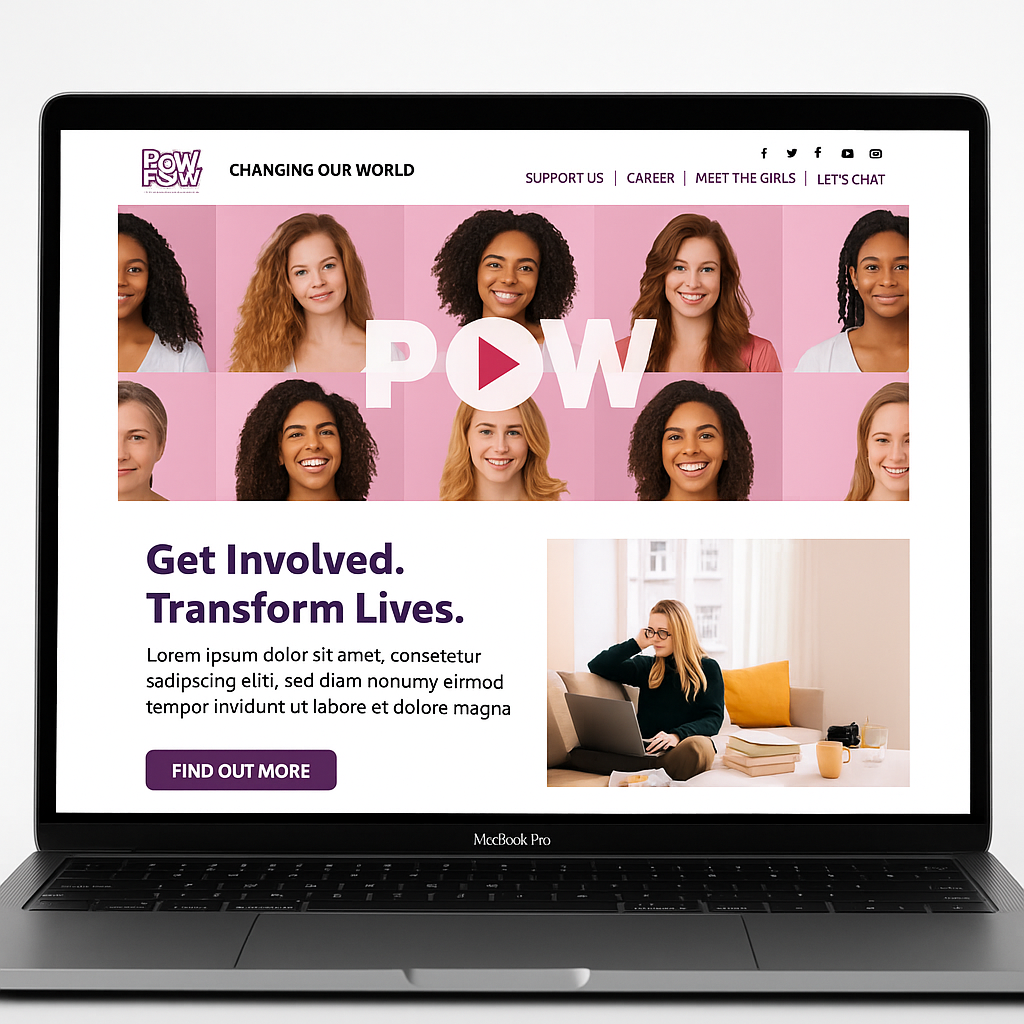 POW
FSW
CHANGING OUR WORLD
SUPPORT US | CAREER | MEET THE GIRLS | LET'S CHAT
POW
Get Involved.
Transform Lives.
Lorem ipsum dolor sit amet, consetetur
sadipscing eliti, sed diam nonumy eirmod
tempor invidunt ut labore et dolore magna
FIND OUT MORE
MccBook Pro